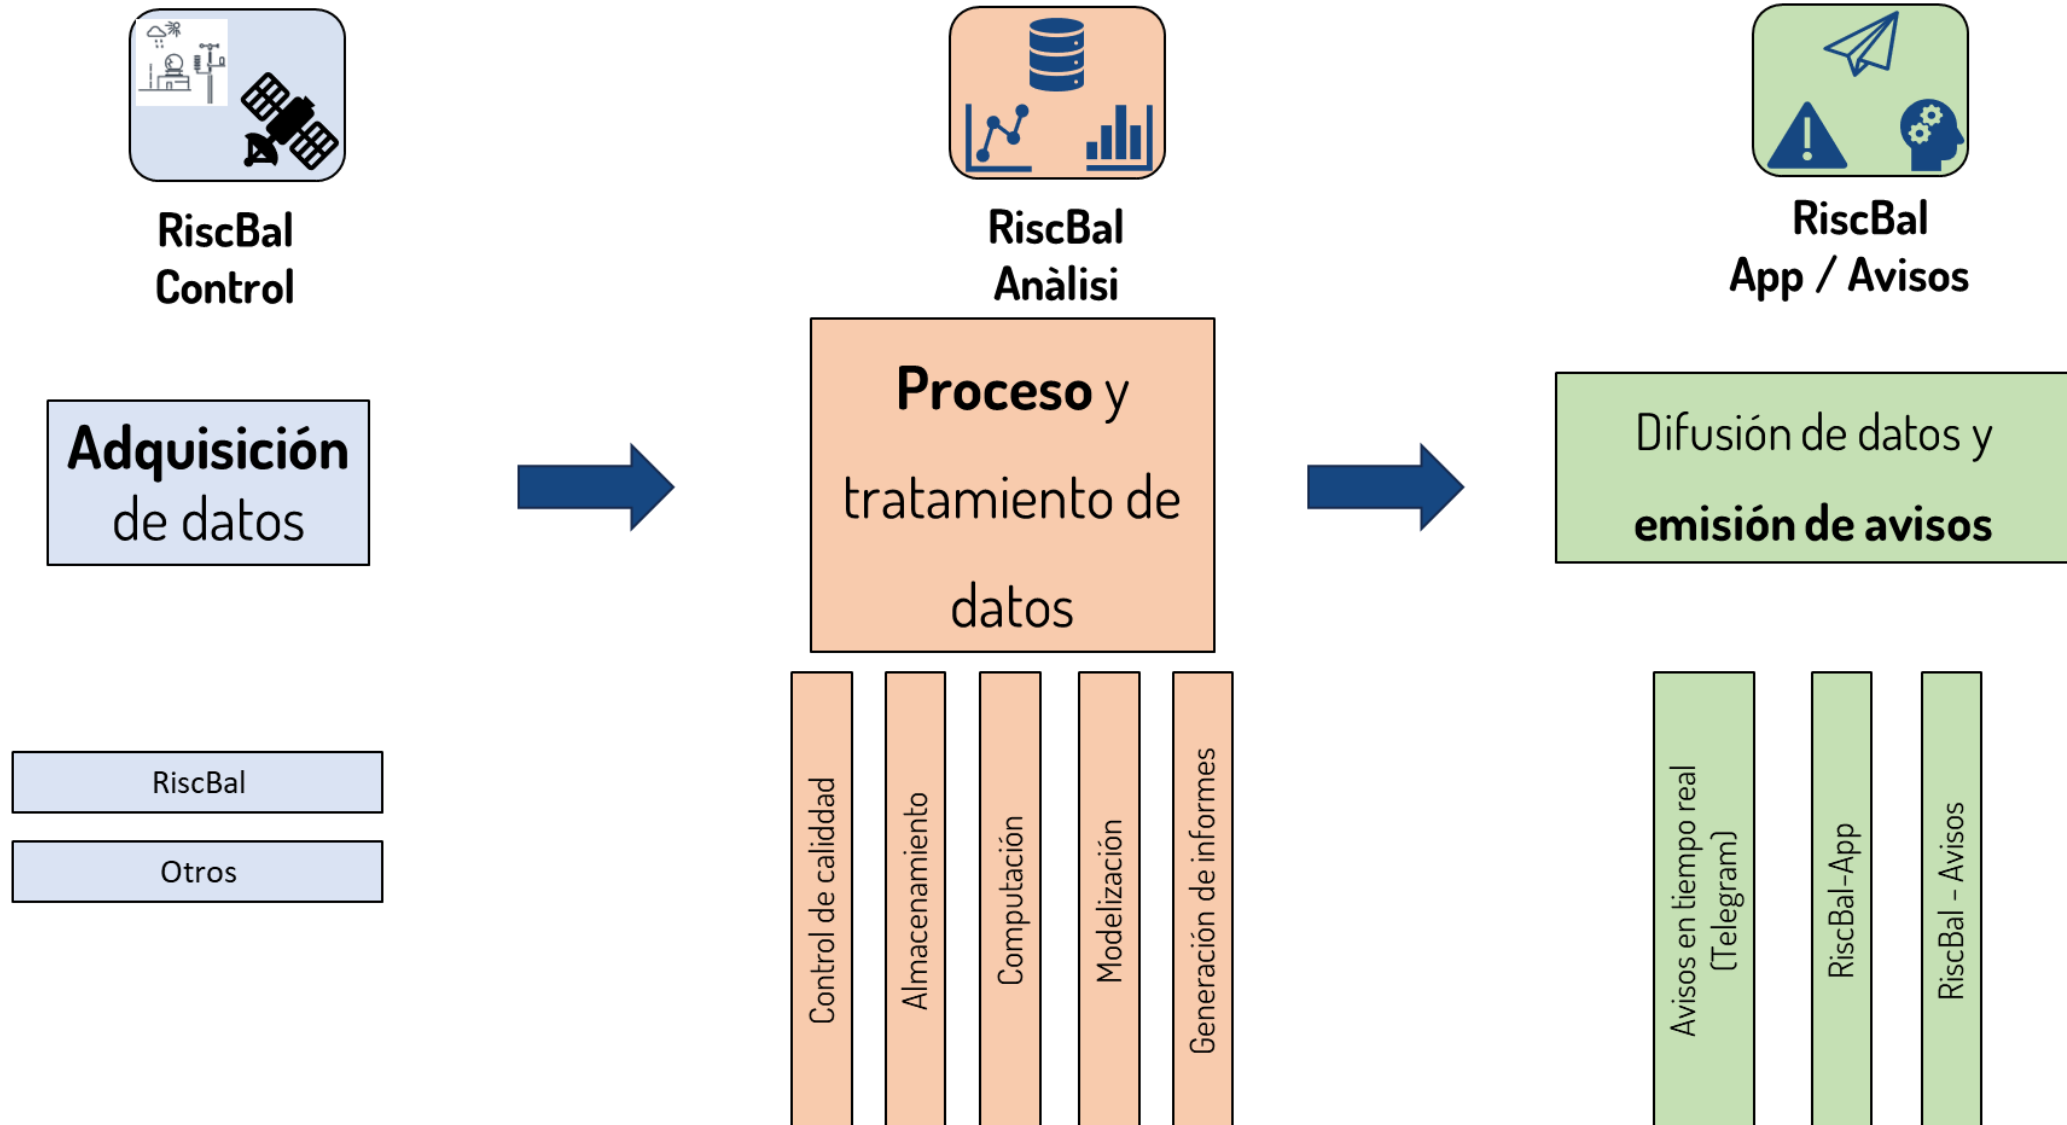 RiscBal
Control
RiscBal
Anàlisi
RiscBal
App / Avisos
Adquisición
de datos
Proceso y
tratamiento de
datos
Difusión de datos y
emisión de avisos
RiscBal
Otros
Control de caliddad
Almacenamiento
Computación
Modelización
Generación de informes
Avisos en tiempo real
(Telegram)
RiscBal-App
RiscBal - Avisos